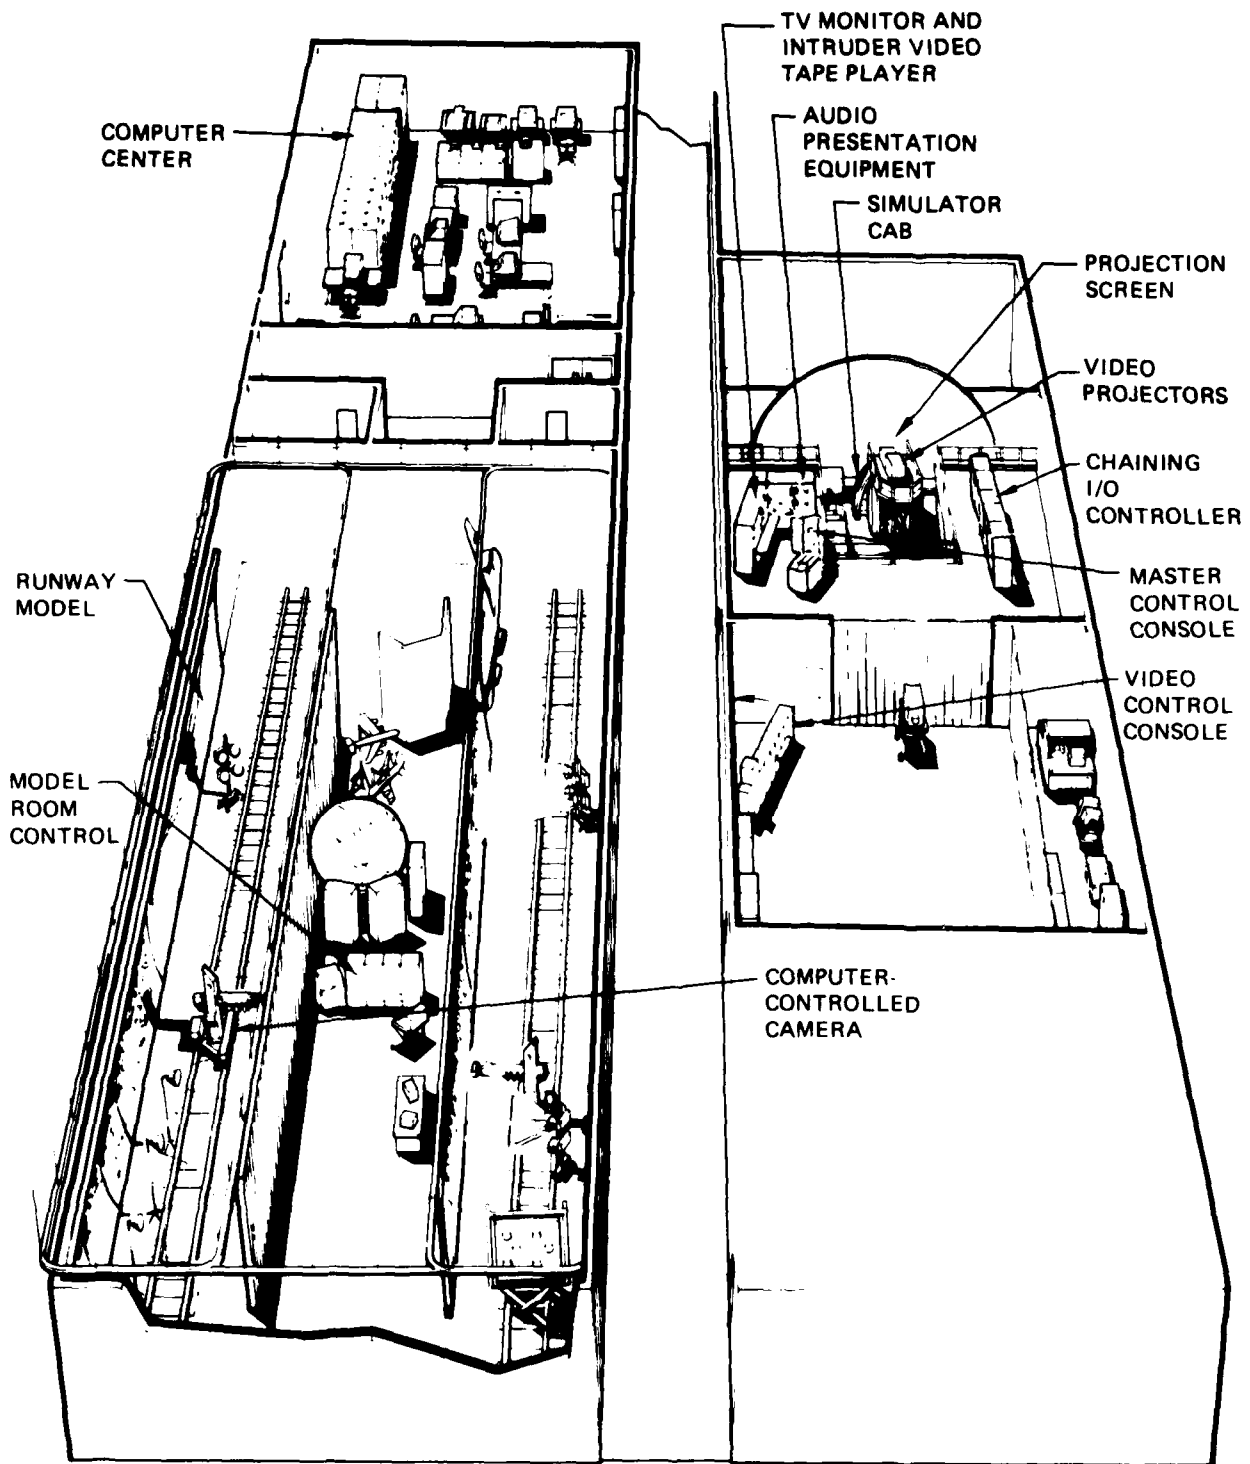 TV MONITOR AND
INTRUDER VIDEO
TAPE PLAYER
AUDIO
PRESENTATION
EQUIPMENT
SIMULATOR
CAB
PROJECTION
SCREEN
VIDEO
PROJECTORS
CHAINING
I/O
CONTROLLER
MASTER
CONTROL
CONSOLE
VIDEO
CONTROL
CONSOLE
COMPUTER
CENTER
RUNWAY
MODEL
MODEL
ROOM
CONTROL
COMPUTER-
CONTROLLED
CAMERA